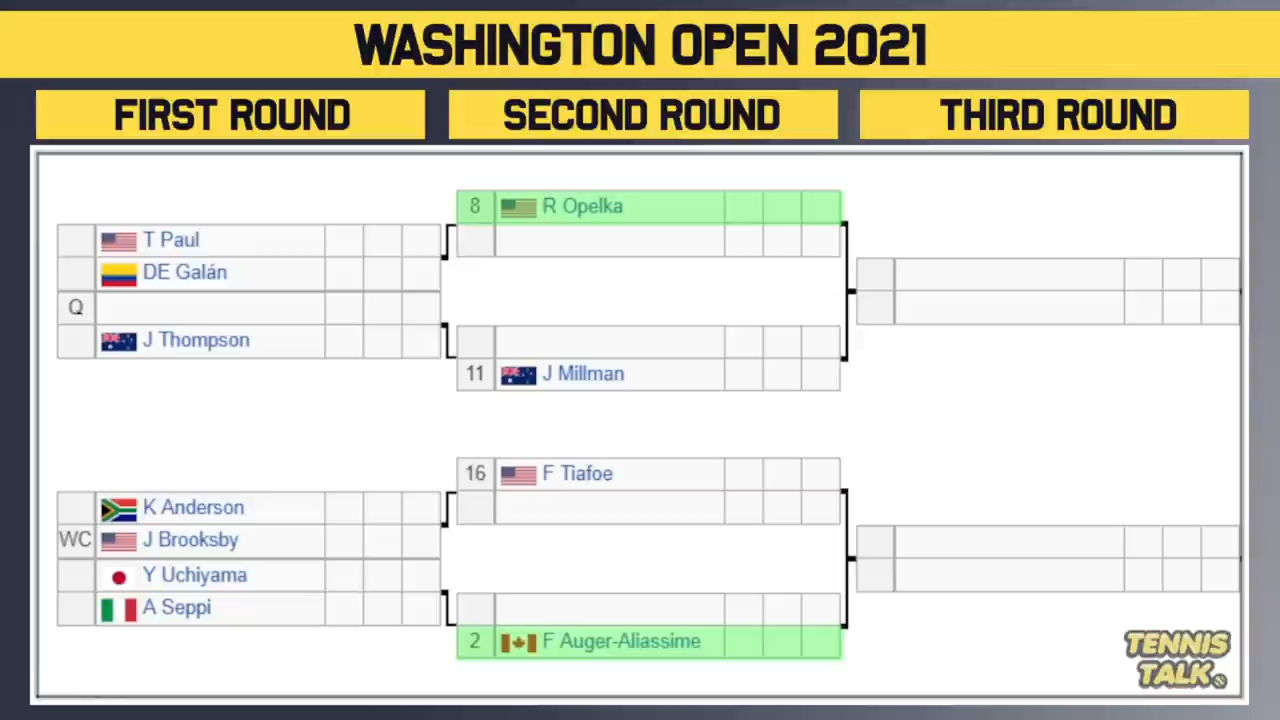 WASHINGTON OPEN 2021
FIRST ROUND
SECOND ROUND
THIRD ROUND
8 R Opelka
T Paul
DE Galán
Q
J Thompson
11 J Millman
16 F Tiafoe
K Anderson
WC J Brooksby
Y Uchiyama
A Seppi
2 F Auger-Aliassime
TENNIS
TALK